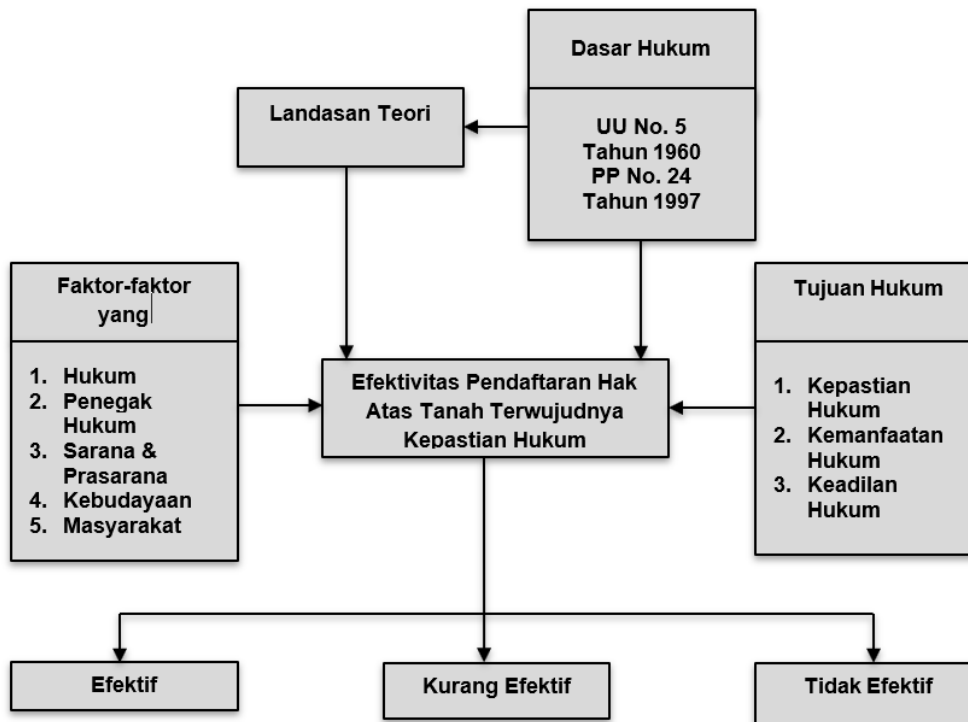 Dasar Hukum
UU No. 5
Tahun 1960
PP No. 24
Tahun 1997
Landasan Teori
Faktor-faktor
yang
1. Hukum
2. Penegak
Hukum
3. Sarana &
Prasarana
4. Kebudayaan
5. Masyarakat
Efektivitas Pendaftaran Hak
Atas Tanah Terwujudnya
Kepastian Hukum
Tujuan Hukum
1. Kepastian
Hukum
2. Kemanfaatan
Hukum
3. Keadilan
Hukum
Efektif
Kurang Efektif
Tidak Efektif